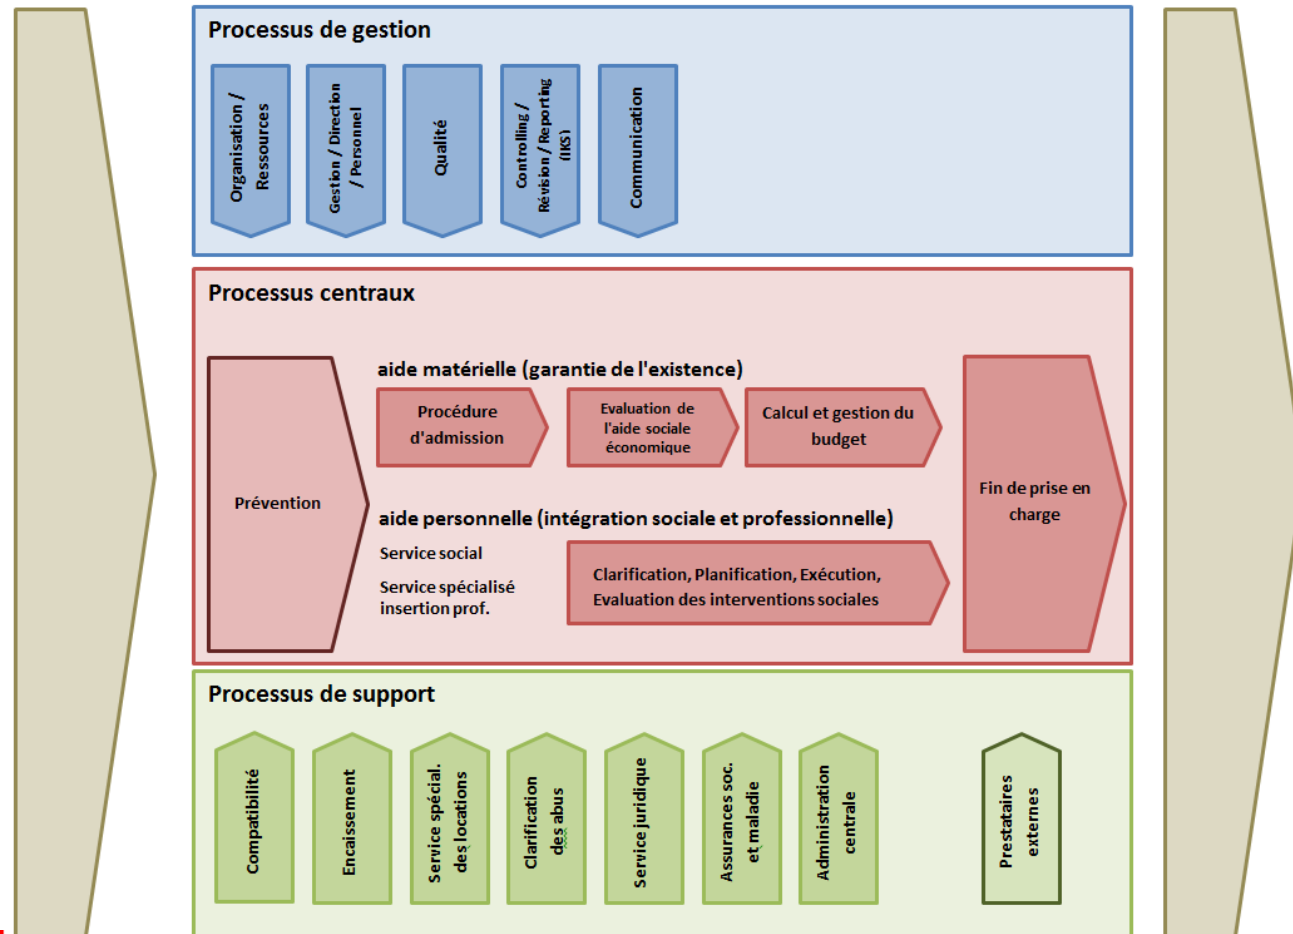 Processus de gestion
Organisation /
Ressources
Gestion / Direction
/ Personnel
Qualité
Controlling /
Révision / Reporting
(IKS)
Communication
Processus centraux
Prévention
aide matérielle (garantie de l'existence)
Procédure
d'admission
Evaluation de
l'aide sociale
économique
Calcul et gestion du
budget
aide personnelle (intégration sociale et professionnelle)
Service social
Service spécialisé
insertion prof.
Clarification, Planification, Exécution,
Evaluation des interventions sociales
Fin de prise en
charge
Processus de support
Compatibilité
Encaissement
Service spécial.
des locations
Clarification
des abus
Service juridique
Assurances soc.
et maladie
Administration
centrale
Prestataires
externes